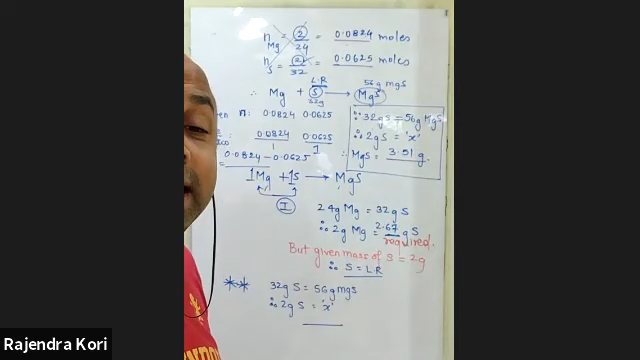 n Mg = 2/24 = 0.0824 moles
n S = 2/32 = 0.0625 moles
L.R
56g mgs
∴ Mg + S → MgS
32g
n: 0.0824 0.0625
0.0824 0.0625
1 1
0.0824 - 0.0625
∴ 32g S = 56g MgS
∴ 2g S = 'x'
∴ MgS = 3.51 g.
1Mg + 1S → MgS
I
24g Mg = 32g S
∴ 2g Mg = 2.67 g S
required.
But given mass of S = 2g
∴ S = L.R
32g S = 56g mgs
∴ 2g S = 'x'
Rajendra Kori